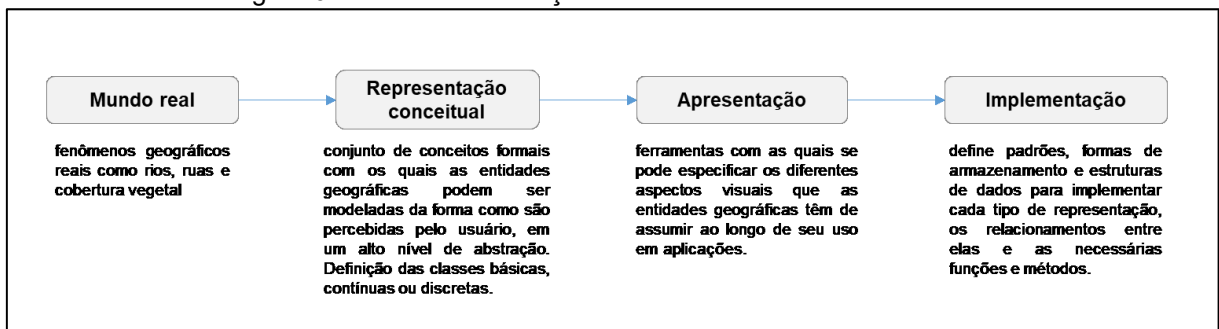 Mundo real
fenômenos geográficos
reais como rios, ruas e
cobertura vegetal
Representação
conceitual
conjunto de conceitos formais
com os quais as entidades
geográficas podem ser
modeladas da forma como são
percebidas pelo usuário, em
um alto nível de abstração.
Definição das classes básicas,
contínuas ou discretas.
Apresentação
ferramentas com as quais se
pode especificar os diferentes
aspectos visuais que as
entidades geográficas têm de
assumir ao longo de seu uso
em aplicações.
Implementação
define padrões, formas de
armazenamento e estruturas
de dados para implementar
cada tipo de representação,
os relacionamentos entre
elas e as necessárias
funções e métodos.